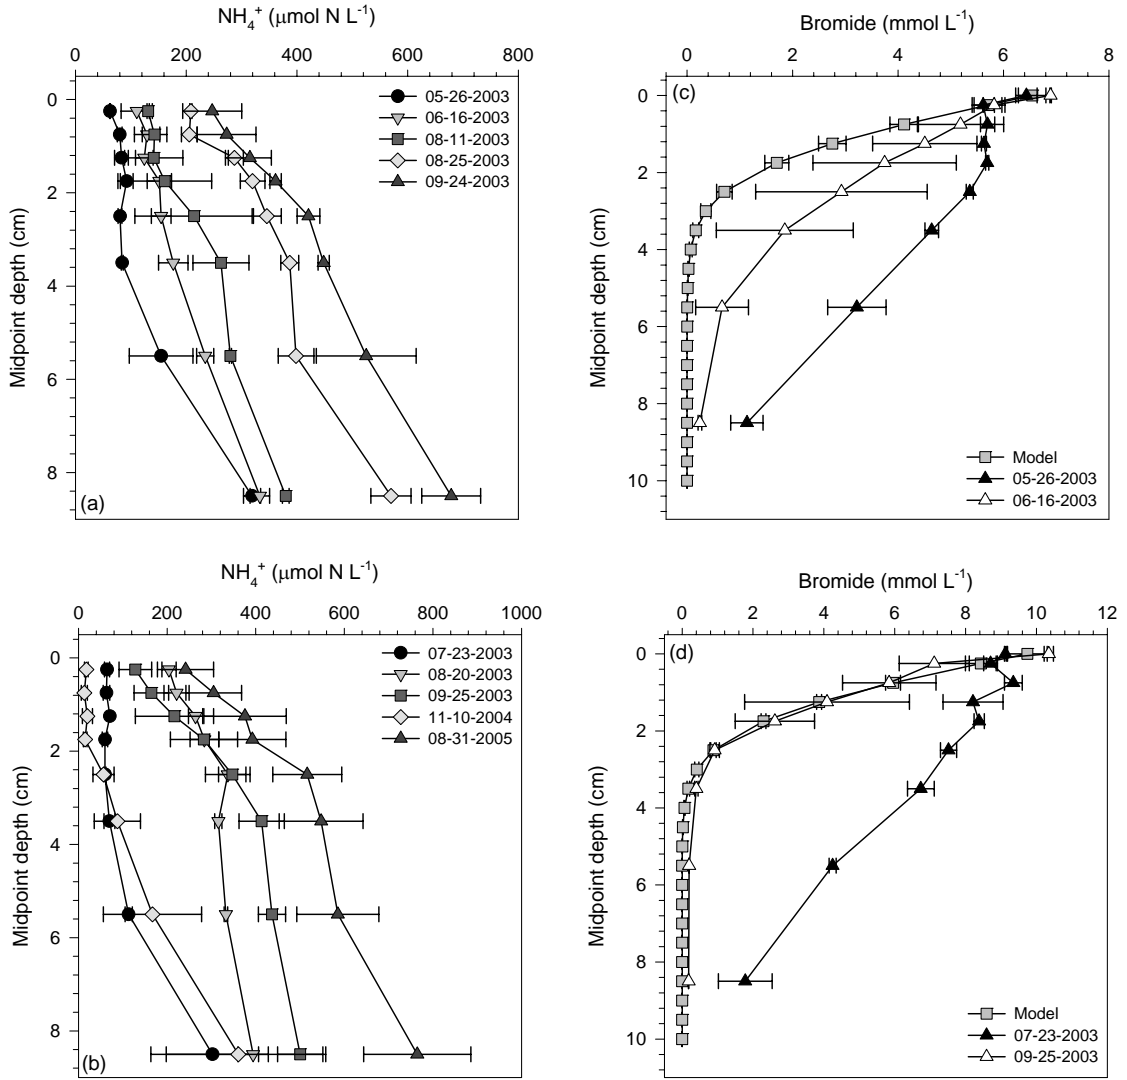 NH₄⁺ (μmol N L⁻¹)
0 200 400 600 800
Midpoint depth (cm)
0
2
4
6
8
05-26-2003
06-16-2003
08-11-2003
08-25-2003
09-24-2003
(a)
Bromide (mmol L⁻¹)
0 2 4 6 8
(c)
Midpoint depth (cm)
0
2
4
6
8
10
Model
05-26-2003
06-16-2003
NH₄⁺ (μmol N L⁻¹)
0 200 400 600 800 1000
Midpoint depth (cm)
0
2
4
6
8
07-23-2003
08-20-2003
09-25-2003
11-10-2004
08-31-2005
(b)
Bromide (mmol L⁻¹)
0 2 4 6 8 10 12
(d)
Midpoint depth (cm)
0
2
4
6
8
10
Model
07-23-2003
09-25-2003